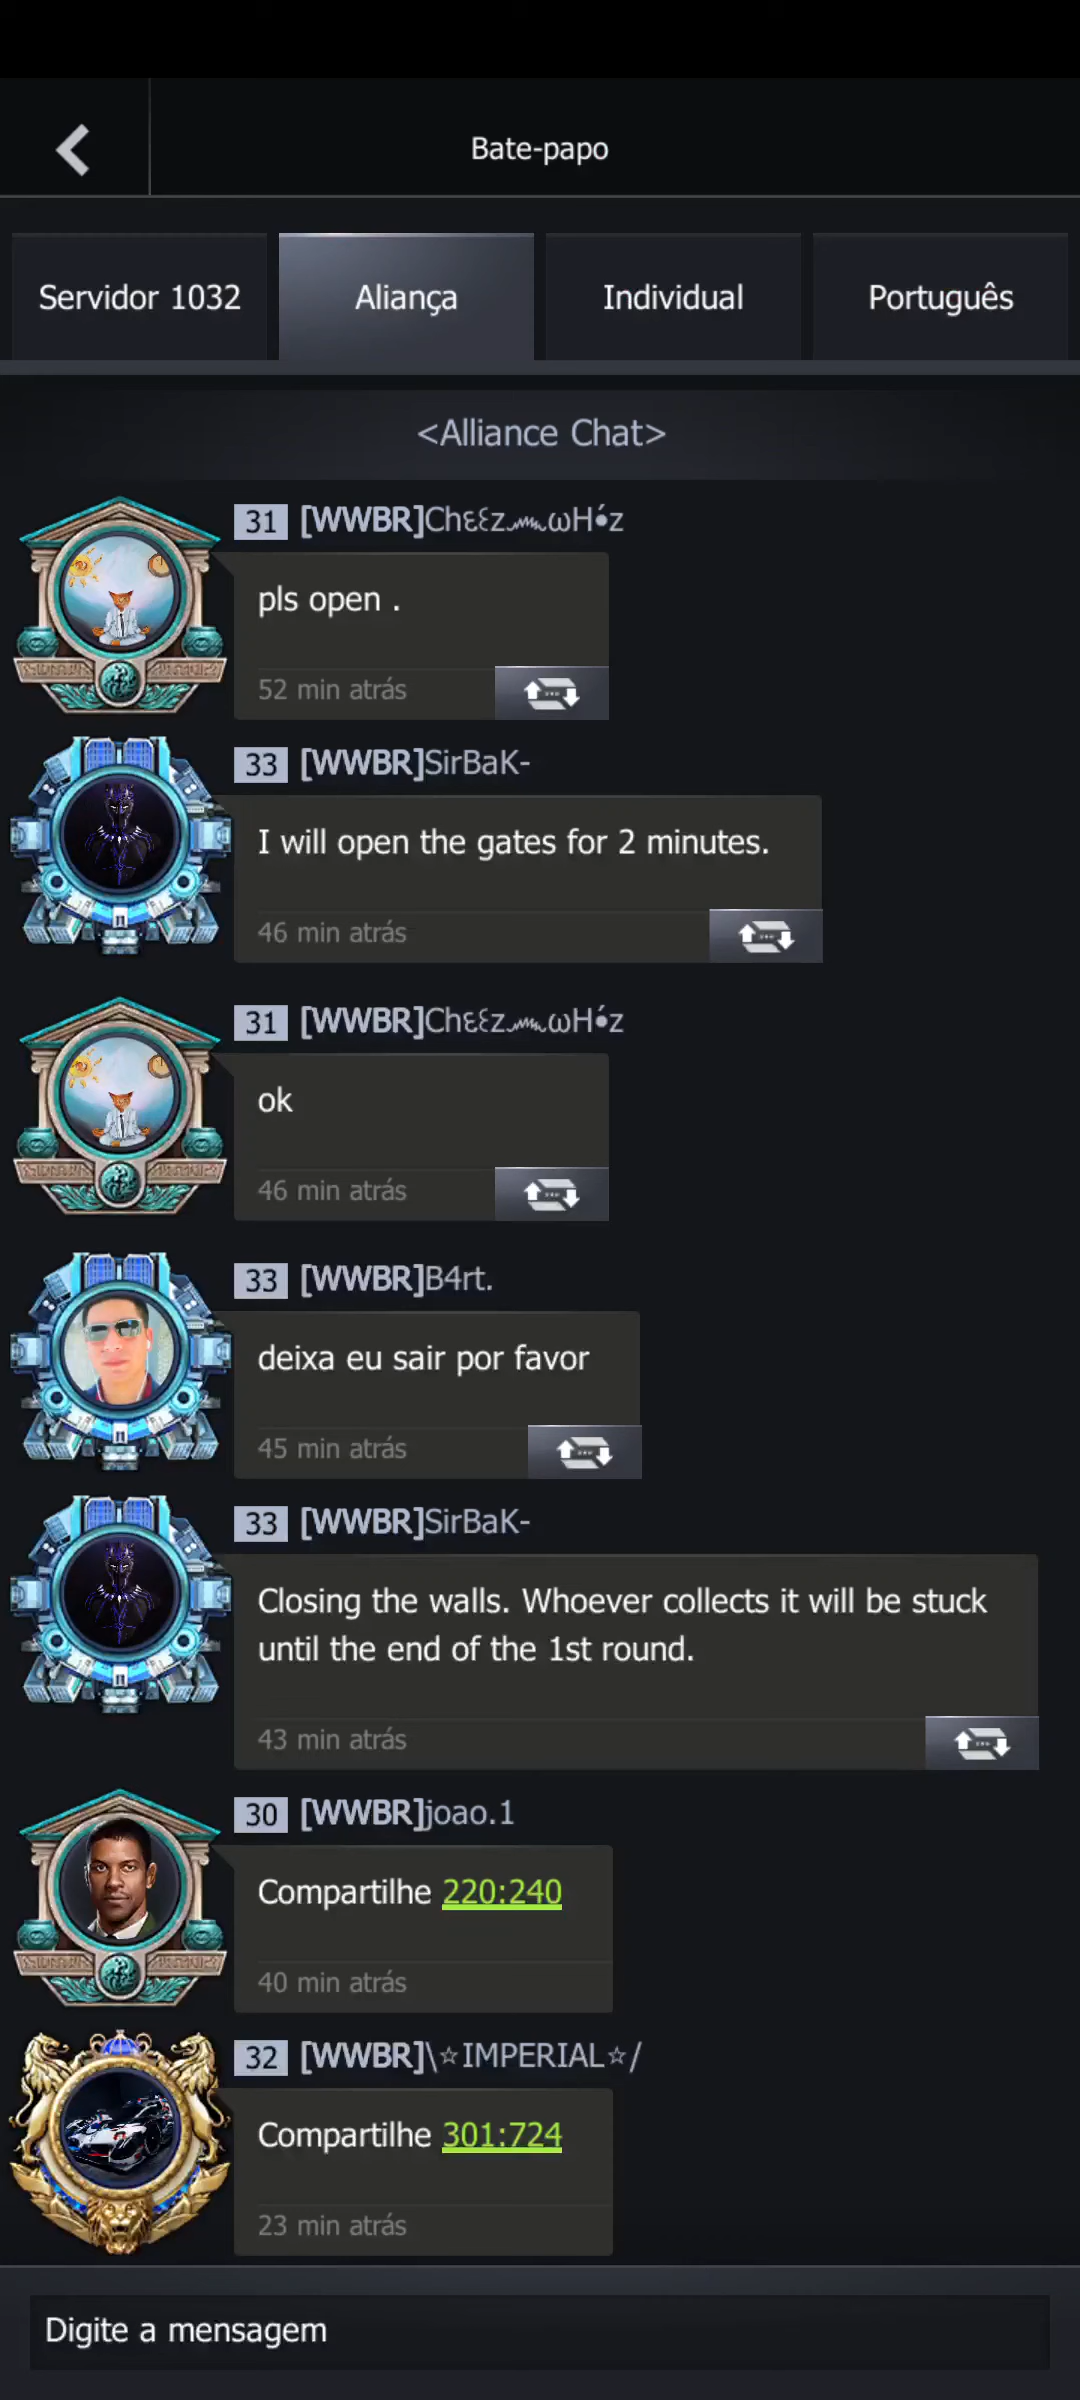 Bate-papo
Servidor 1032
Aliança
Individual
Português
<Alliance Chat>
31 [WWBR]
pls open .
52 min atrás
33 [WWBR]SirBaK-
I will open the gates for 2 minutes.
46 min atrás
31 [WWBR]
ok
46 min atrás
33 [WWBR]B4rt.
deixa eu sair por favor
45 min atrás
33 [WWBR]SirBaK-
Closing the walls. Whoever collects it will be stuck
until the end of the 1st round.
43 min atrás
30 [WWBR]joao.1
Compartilhe 220:240
40 min atrás
32 [WWBR]\☆IMPERIAL☆/
Compartilhe 301:724
23 min atrás
Digite a mensagem